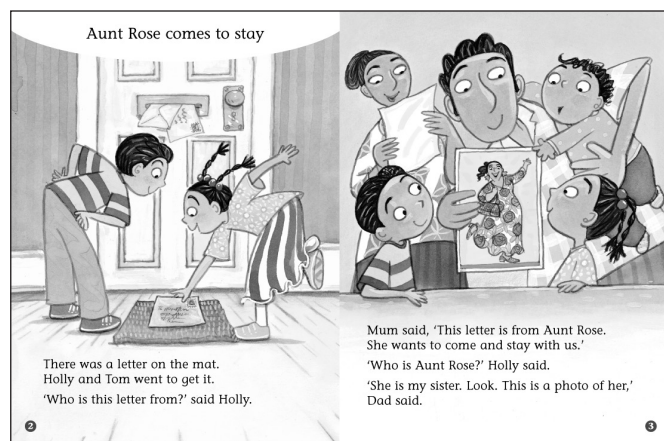 Aunt Rose comes to stay
There was a letter on the mat.
Holly and Tom went to get it.
‘Who is this letter from?’ said Holly.
2
Mum said, ‘This letter is from Aunt Rose.
She wants to come and stay with us.’
‘Who is Aunt Rose?’ Holly said.
‘She is my sister. Look. This is a photo of her,’
Dad said.
3